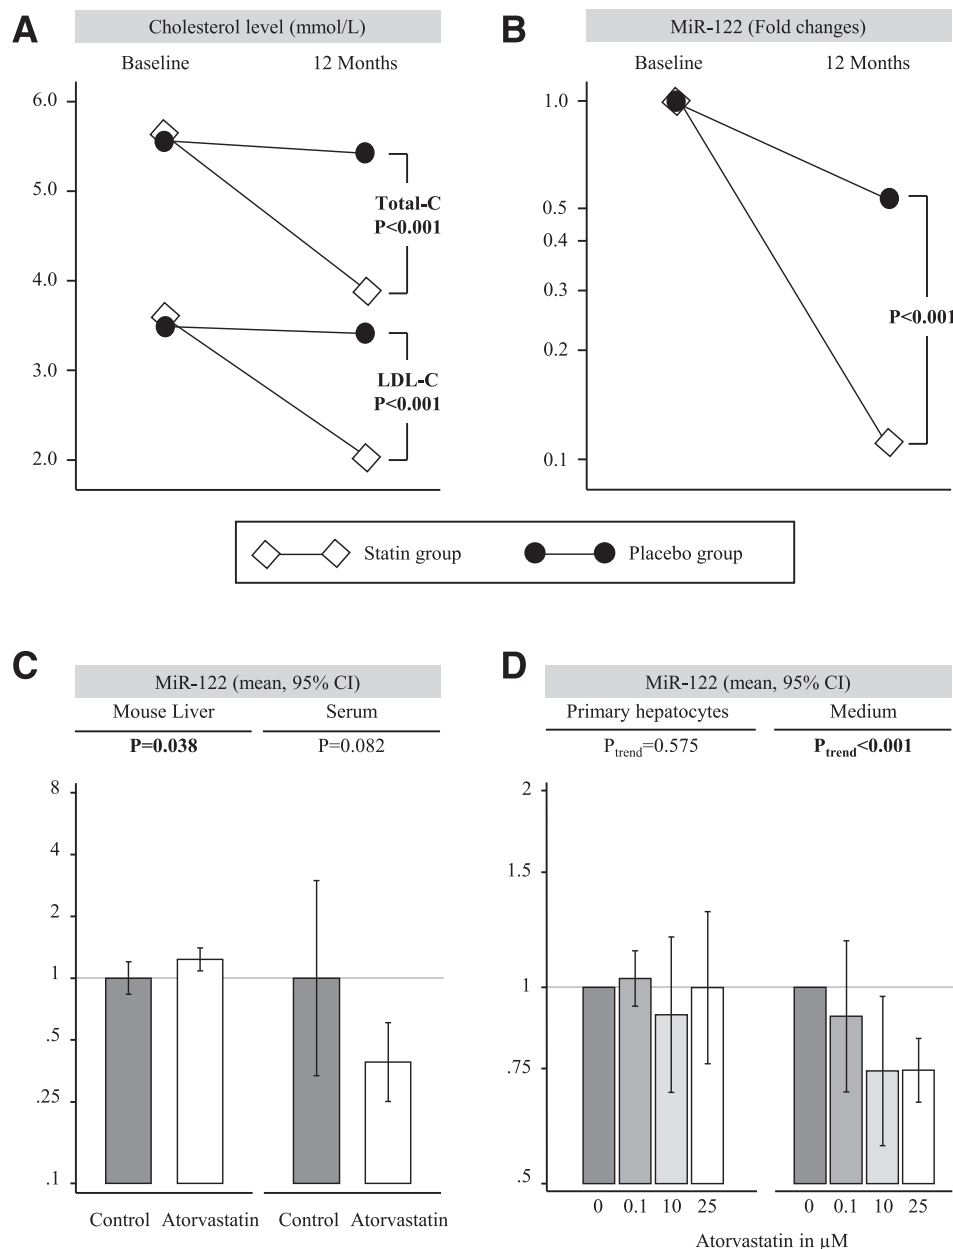 A
Cholesterol level (mmol/L)
Baseline 12 Months
6.0
5.0
4.0
3.0
2.0
Total-C
P<0.001
LDL-C
P<0.001
B
MiR-122 (Fold changes)
Baseline 12 Months
1.0
0.5
0.4
0.3
0.2
0.1
P<0.001
Statin group Placebo group
C
MiR-122 (mean, 95% CI)
Mouse Liver Serum
P=0.038 P=0.082
8
4
2
1
.5
.25
.1
Control Atorvastatin Control Atorvastatin
D
MiR-122 (mean, 95% CI)
Primary hepatocytes Medium
Ptrend=0.575 Ptrend<0.001
2
1.5
1
.75
.5
0 0.1 10 25 0 0.1 10 25
Atorvastatin in µM